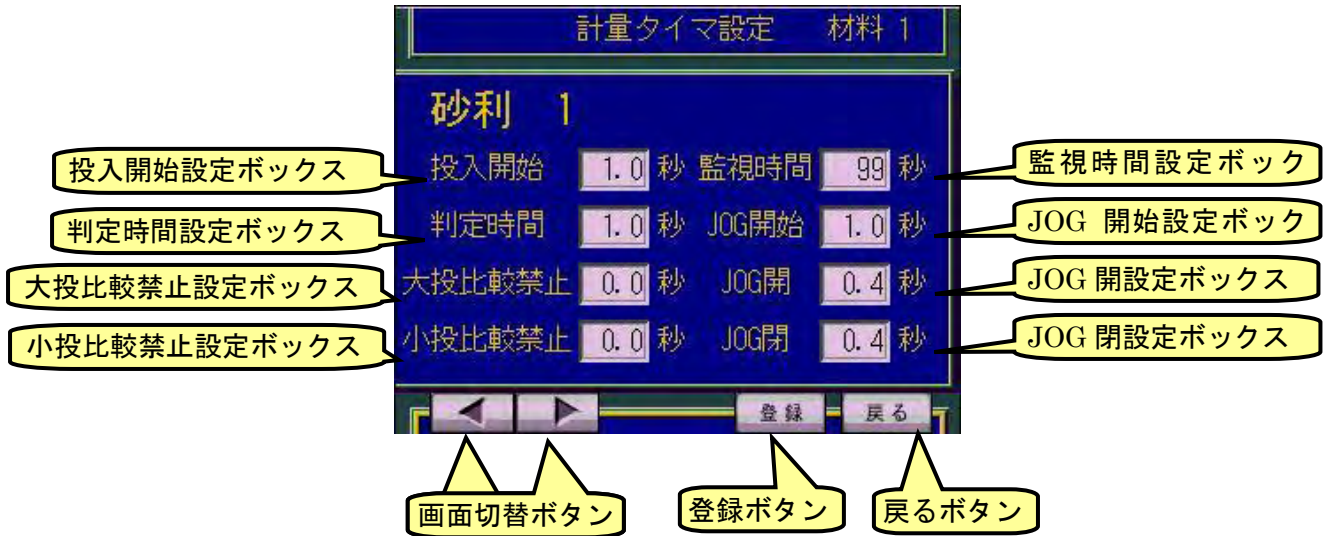 計量タイマ設定 材料 1
砂利 1
投入開始設定ボックス
投入開始 1.0 秒 監視時間 99 秒
監視時間設定ボック
判定時間設定ボックス
判定時間 1.0 秒 JOG開始 1.0 秒
JOG 開始設定ボック
大投比較禁止設定ボックス
大投比較禁止 0.0 秒 JOG開 0.4 秒
JOG 開設定ボックス
小投比較禁止設定ボックス
小投比較禁止 0.0 秒 JOG閉 0.4 秒
JOG 閉設定ボックス
登録 戻る
画面切替ボタン
登録ボタン
戻るボタン